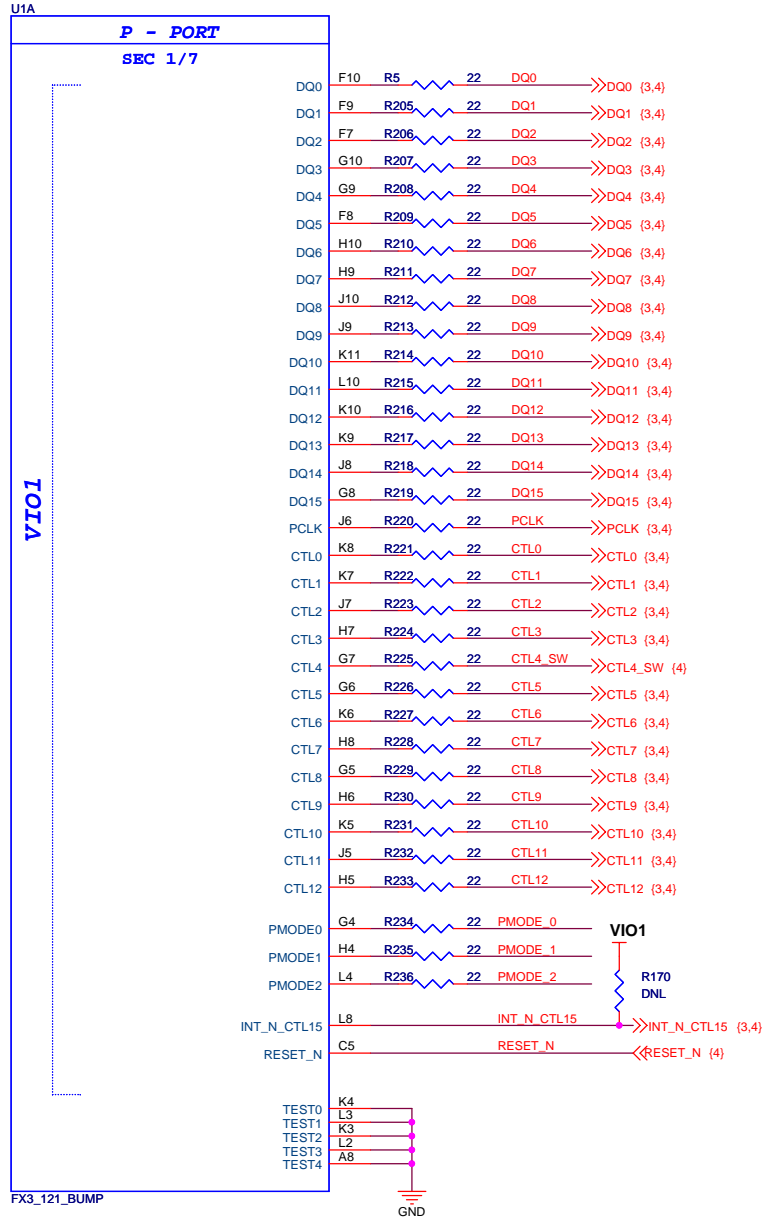 U1A
P - PORT
SEC 1/7
VIO1
DQ0 F10 R5 22 DQ0 DQ0 {3,4}
DQ1 F9 R205 22 DQ1 DQ1 {3,4}
DQ2 F7 R206 22 DQ2 DQ2 {3,4}
DQ3 G10 R207 22 DQ3 DQ3 {3,4}
DQ4 G9 R208 22 DQ4 DQ4 {3,4}
DQ5 F8 R209 22 DQ5 DQ5 {3,4}
DQ6 H10 R210 22 DQ6 DQ6 {3,4}
DQ7 H9 R211 22 DQ7 DQ7 {3,4}
DQ8 J10 R212 22 DQ8 DQ8 {3,4}
DQ9 J9 R213 22 DQ9 DQ9 {3,4}
DQ10 K11 R214 22 DQ10 DQ10 {3,4}
DQ11 L10 R215 22 DQ11 DQ11 {3,4}
DQ12 K10 R216 22 DQ12 DQ12 {3,4}
DQ13 K9 R217 22 DQ13 DQ13 {3,4}
DQ14 J8 R218 22 DQ14 DQ14 {3,4}
DQ15 G8 R219 22 DQ15 DQ15 {3,4}
PCLK J6 R220 22 PCLK PCLK {3,4}
CTL0 K8 R221 22 CTL0 CTL0 {3,4}
CTL1 K7 R222 22 CTL1 CTL1 {3,4}
CTL2 J7 R223 22 CTL2 CTL2 {3,4}
CTL3 H7 R224 22 CTL3 CTL3 {3,4}
CTL4 G7 R225 22 CTL4_SW CTL4_SW {4}
CTL5 G6 R226 22 CTL5 CTL5 {3,4}
CTL6 K6 R227 22 CTL6 CTL6 {3,4}
CTL7 H8 R228 22 CTL7 CTL7 {3,4}
CTL8 G5 R229 22 CTL8 CTL8 {3,4}
CTL9 H6 R230 22 CTL9 CTL9 {3,4}
CTL10 K5 R231 22 CTL10 CTL10 {3,4}
CTL11 J5 R232 22 CTL11 CTL11 {3,4}
CTL12 H5 R233 22 CTL12 CTL12 {3,4}
PMODE0 G4 R234 22 PMODE_0
VIO1
PMODE1 H4 R235 22 PMODE_1
PMODE2 L4 R236 22 PMODE_2
R170
DNL
INT_N_CTL15 L8 INT_N_CTL15 INT_N_CTL15 {3,4}
RESET_N C5 RESET_N RESET_N {4}
TEST0 K4
TEST1 L3
TEST2 K3
TEST3 L2
TEST4 A8
FX3_121_BUMP
GND